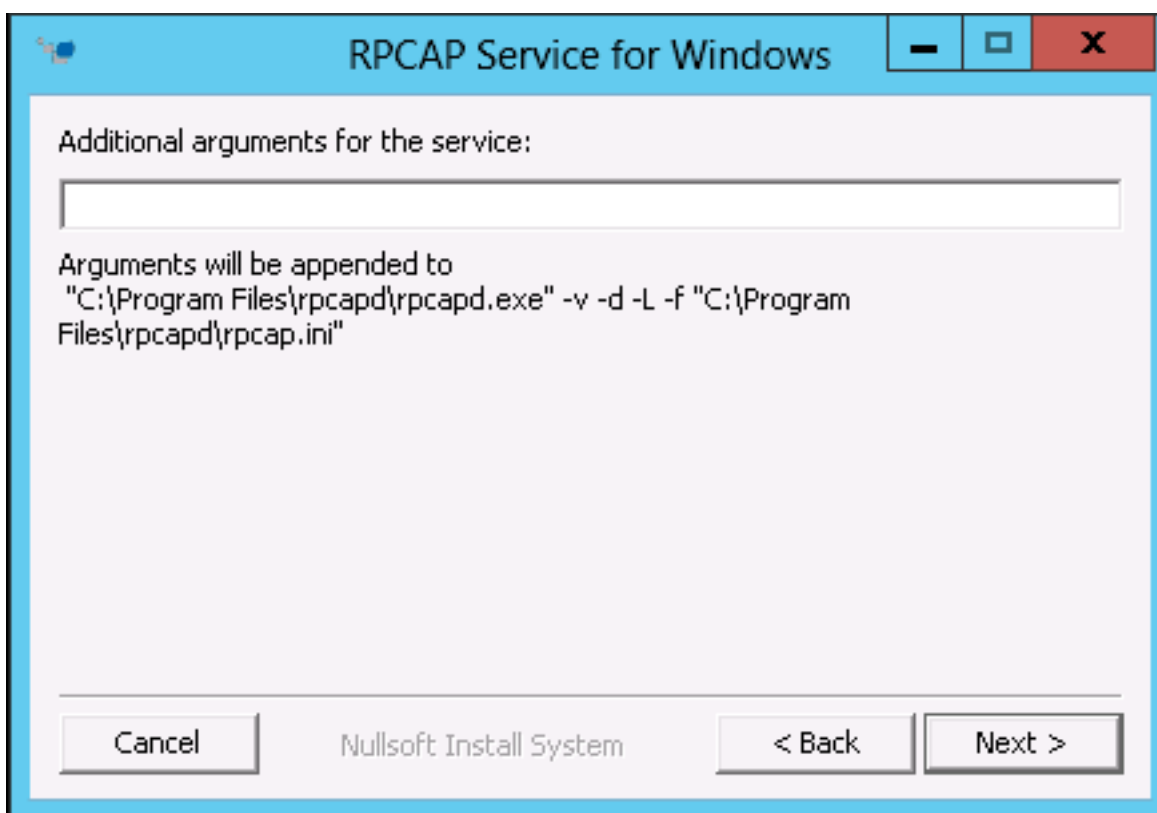 RPCAP Service for Windows
Additional arguments for the service:
Arguments will be appended to
"C:\Program Files\rpcapd\rpcapd.exe" -v -d -L -f "C:\Program
Files\rpcapd\rpcap.ini"
Cancel
Nullsoft Install System
< Back
Next >